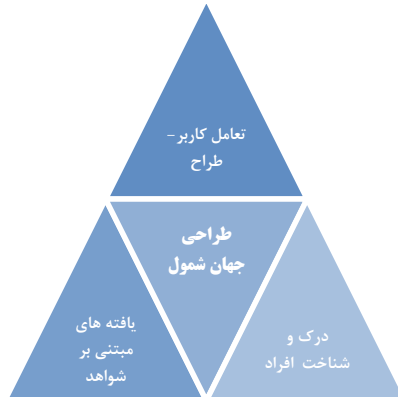 تعامل کاربر-
طراح
طراحی
جهان شمول
درک و
شناخت افراد
یافته های
مبتنی بر
شواهد